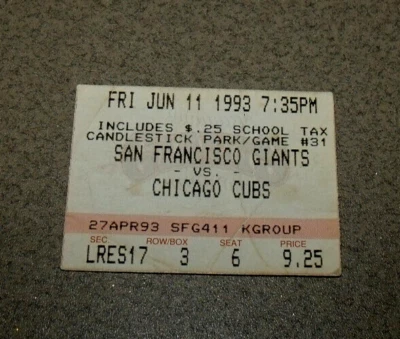 FRI JUN 11 1993 7:35PM
INCLUDES $.25 SCHOOL TAX
CANDLESTICK PARK/GAME #31
SAN FRANCISCO GIANTS
- VS. -
CHICAGO CUBS
27APR93 SFG411 KGROUP
SEC. ROW/BOX SEAT PRICE
LRES17 3 6 9.25